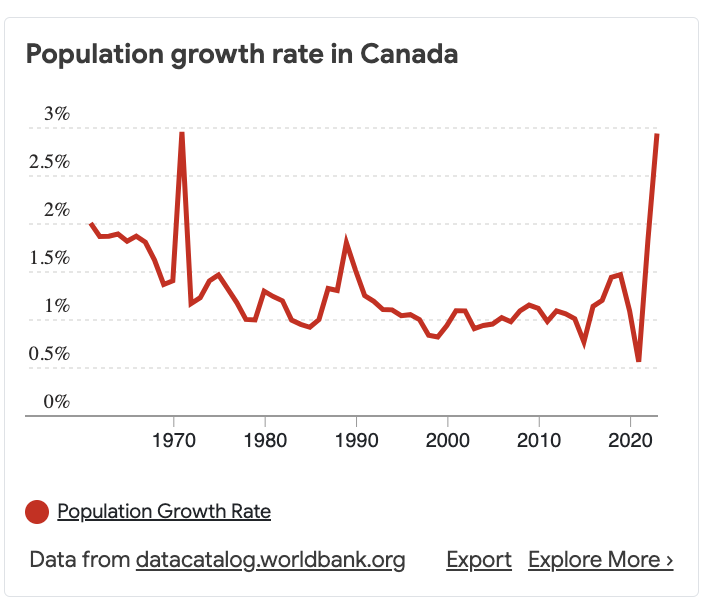 Population growth rate in Canada
3%
2.5%
2%
1.5%
1%
0.5%
0%
1970 1980 1990 2000 2010 2020
Population Growth Rate
Data from datacatalog.worldbank.org Export Explore More ›